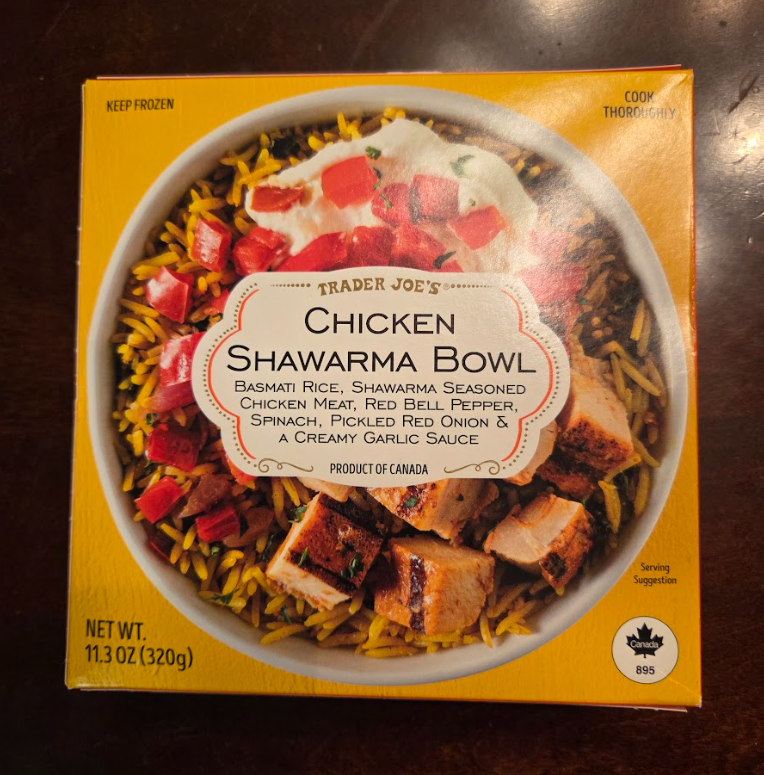 KEEP FROZEN
COOK
THOROUGHLY
TRADER JOE'S®
CHICKEN
SHAWARMA BOWL
BASMATI RICE, SHAWARMA SEASONED
CHICKEN MEAT, RED BELL PEPPER,
SPINACH, PICKLED RED ONION &
A CREAMY GARLIC SAUCE
PRODUCT OF CANADA
Serving
Suggestion
NET WT.
11.3 OZ (320g)
Canada
895